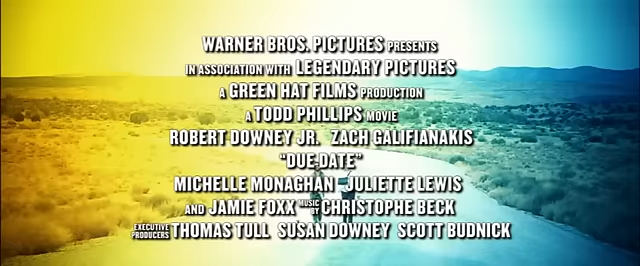 WARNER BROS. PICTURES PRESENTS
IN ASSOCIATION WITH LEGENDARY PICTURES
A GREEN HAT FILMS PRODUCTION
A TODD PHILLIPS MOVIE
ROBERT DOWNEY JR. ZACH GALIFIANAKIS
"DUE DATE"
MICHELLE MONAGHAN JULIETTE LEWIS
AND JAMIE FOXX MUSIC BY CHRISTOPHE BECK
EXECUTIVE PRODUCERS THOMAS TULL SUSAN DOWNEY SCOTT BUDNICK